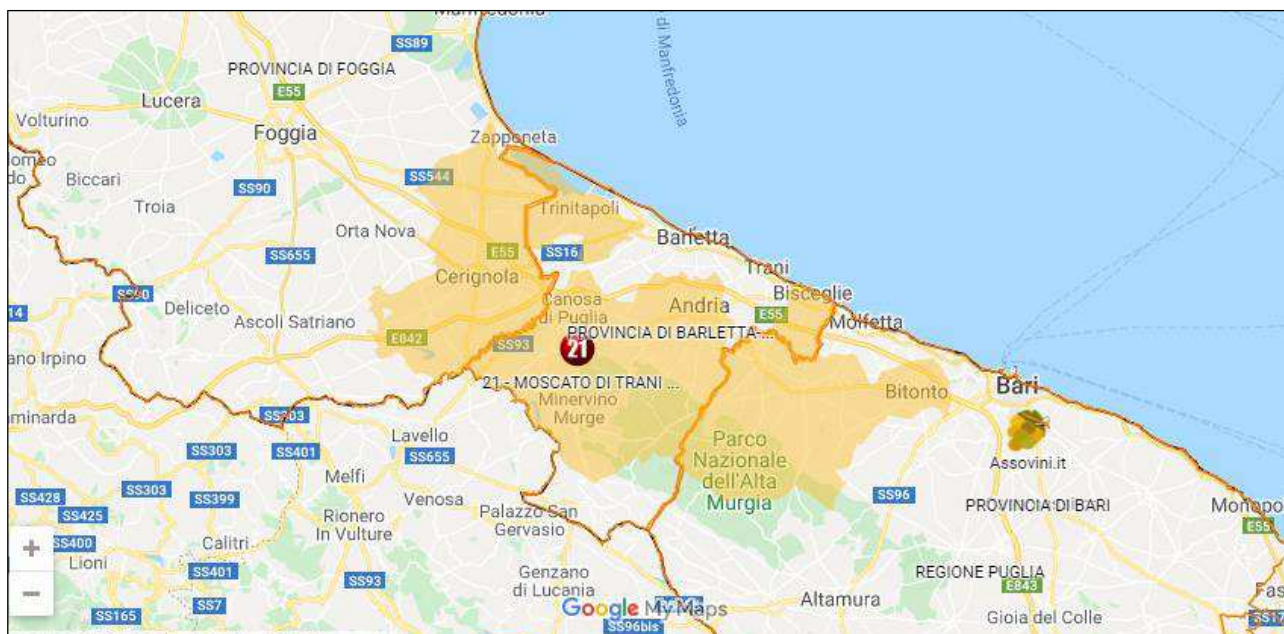 Manfredonia
SS89
di Manfredonia
PROVINCIA DI FOGGIA
E55
Lucera
Volturino
Foggia
Zapponeta
Biccari
SS90
SS544
Troia
Trinitapoli
Orta Nova
Barletta
SS655
E55
SS16
Trani
Cerignola
Bisceglie
SS90
Deliceto
Canosa
di Puglia
Andria
E55
Molfetta
14
Ascoli Satriano
E842
SS93
PROVINCIA DI BARLETTA-...
21
ano Irpino
21 - MOSCATO DI TRANI ...
Bitonto
Bari
Minervino
Murge
aminarda
SS303
Lavello
Parco
Nazionale
dell'Alta
Murgia
Assovini.it
SS303
SS401
SS655
Melfi
SS428
SS303
SS399
Venosa
SS96
PROVINCIA DI BARI
Monopo
SS425
Palazzo San
Gervasio
Rionero
In Vulture
E55
SS400
Calitri
Lioni
SS401
SS93
Genzano
di Lucania
REGIONE PUGLIA
E843
Fas
SS7
Altamura
Google My Maps
SS165
SS96bis
Gioia del Colle
+
−